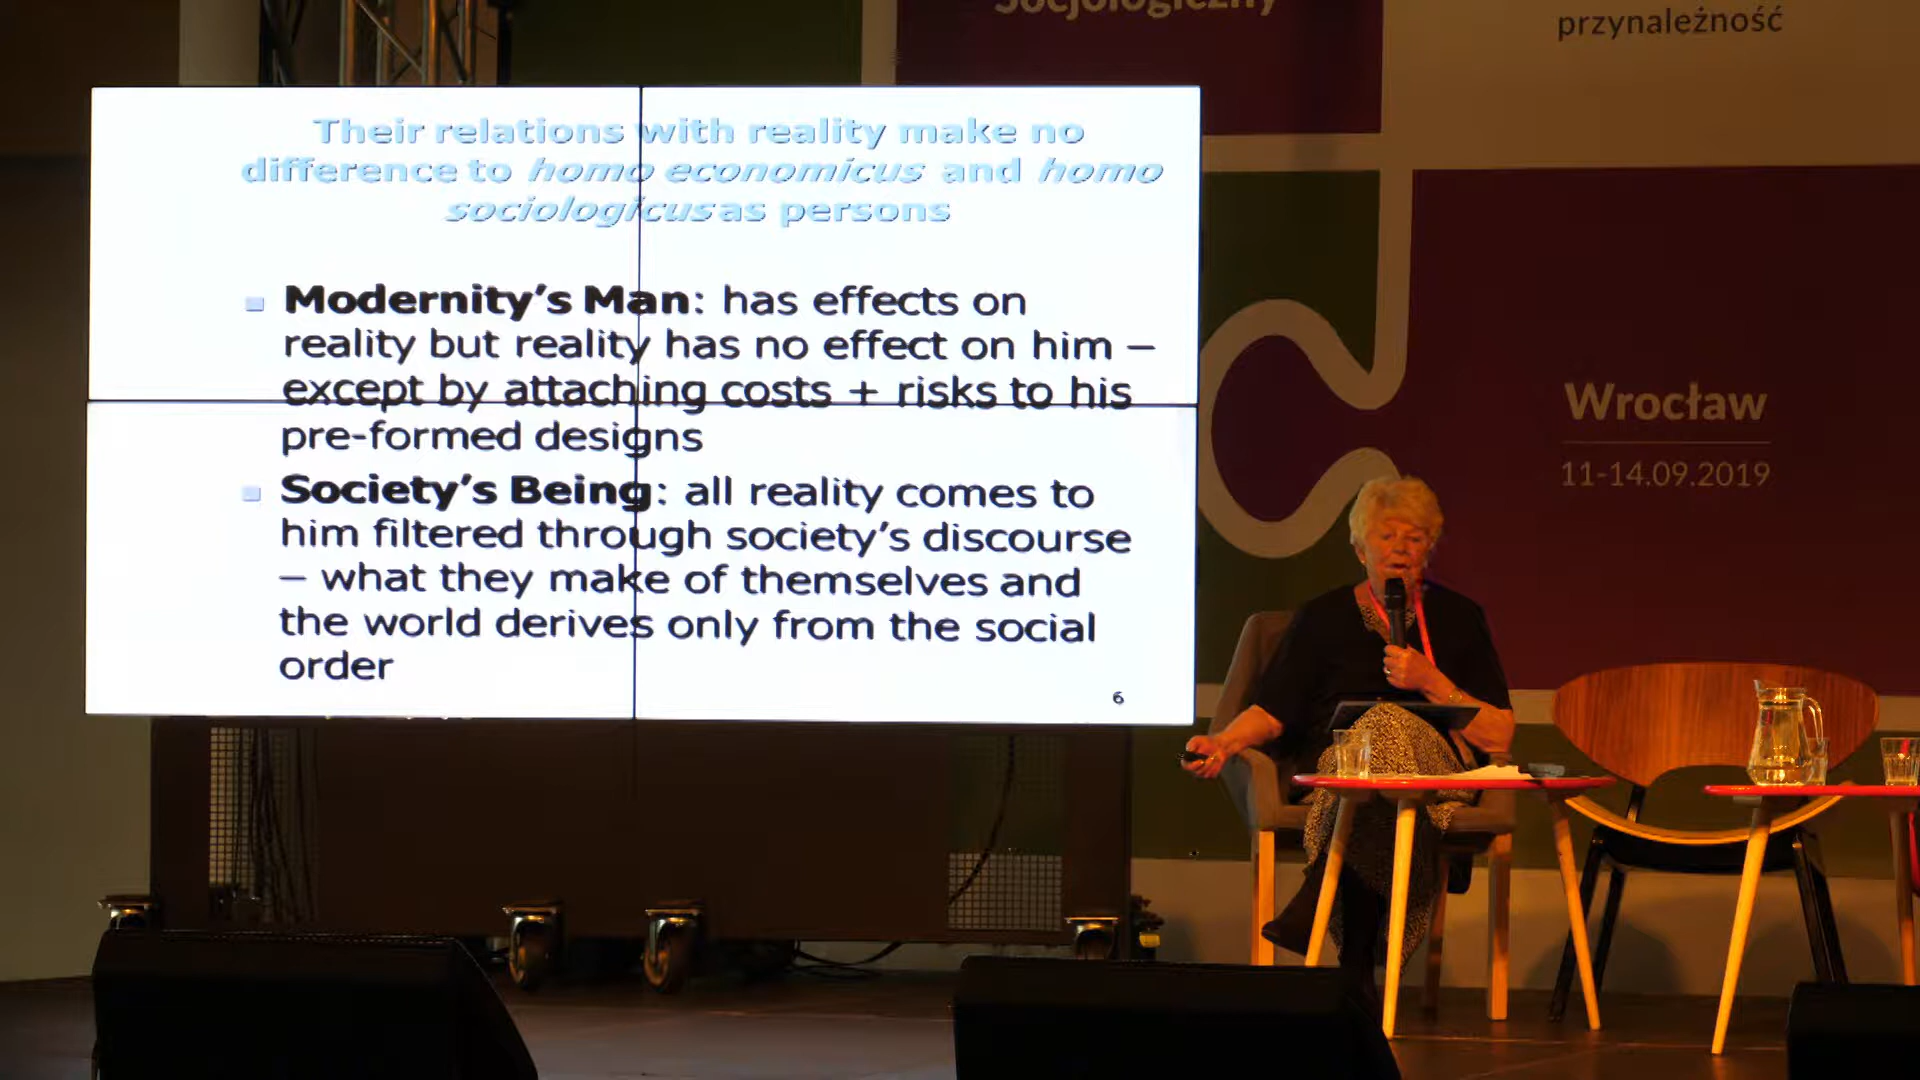 Socjologiczny
przynależność
Their relations with reality make no
difference to homo economicus and homo
sociologicus as persons
Modernity's Man: has effects on
reality but reality has no effect on him –
except by attaching costs + risks to his
pre-formed designs
Society's Being: all reality comes to
him filtered through society's discourse
– what they make of themselves and
the world derives only from the social
order
6
Wrocław
11-14.09.2019